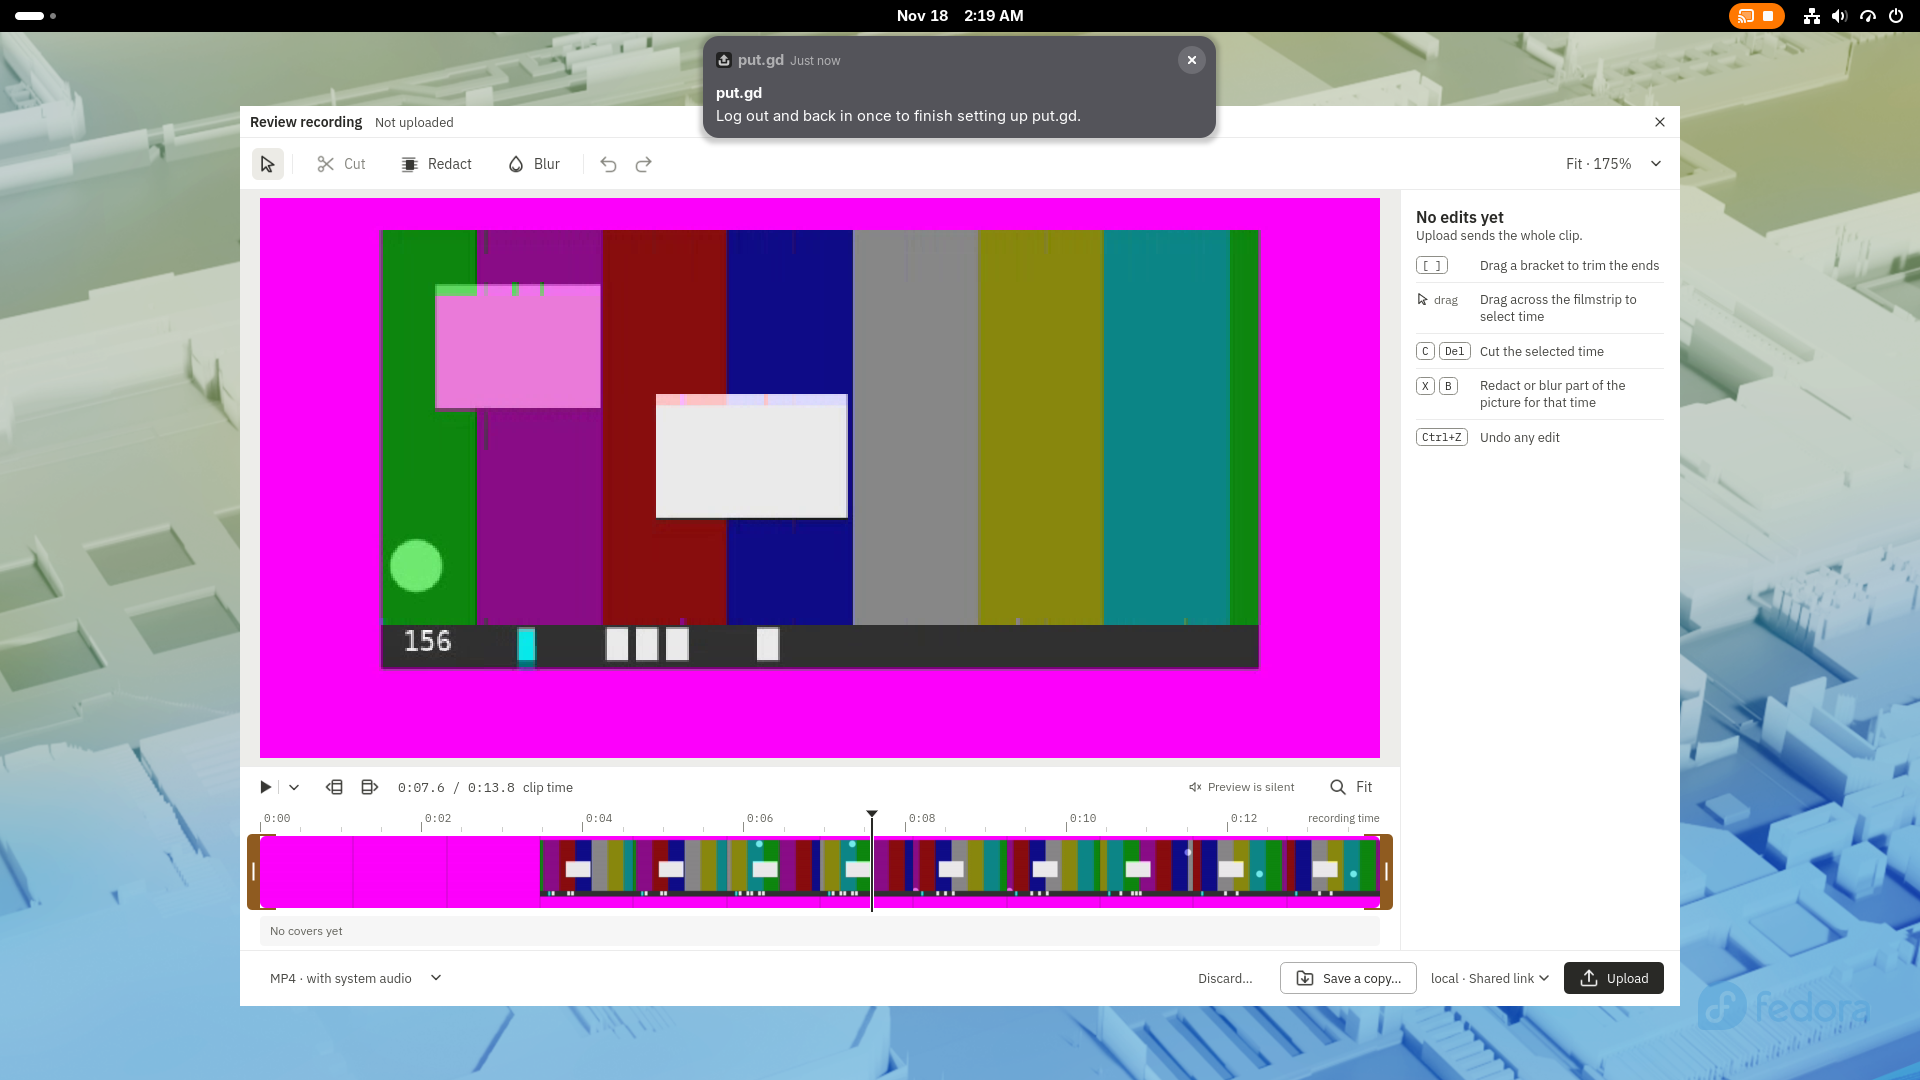 Nov 18 2:19 AM
put.gd Just now
put.gd
Log out and back in once to finish setting up put.gd.
Review recording Not uploaded
Cut Redact Blur Fit · 175%
156
No edits yet
Upload sends the whole clip.
[ ] Drag a bracket to trim the ends
drag Drag across the filmstrip to
select time
C Del Cut the selected time
X B Redact or blur part of the
picture for that time
Ctrl+Z Undo any edit
0:07.6 / 0:13.8 clip time Preview is silent Fit
0:00 0:02 0:04 0:06 0:08 0:10 0:12 recording time
No covers yet
MP4 · with system audio Discard... Save a copy... local · Shared link Upload
fedora